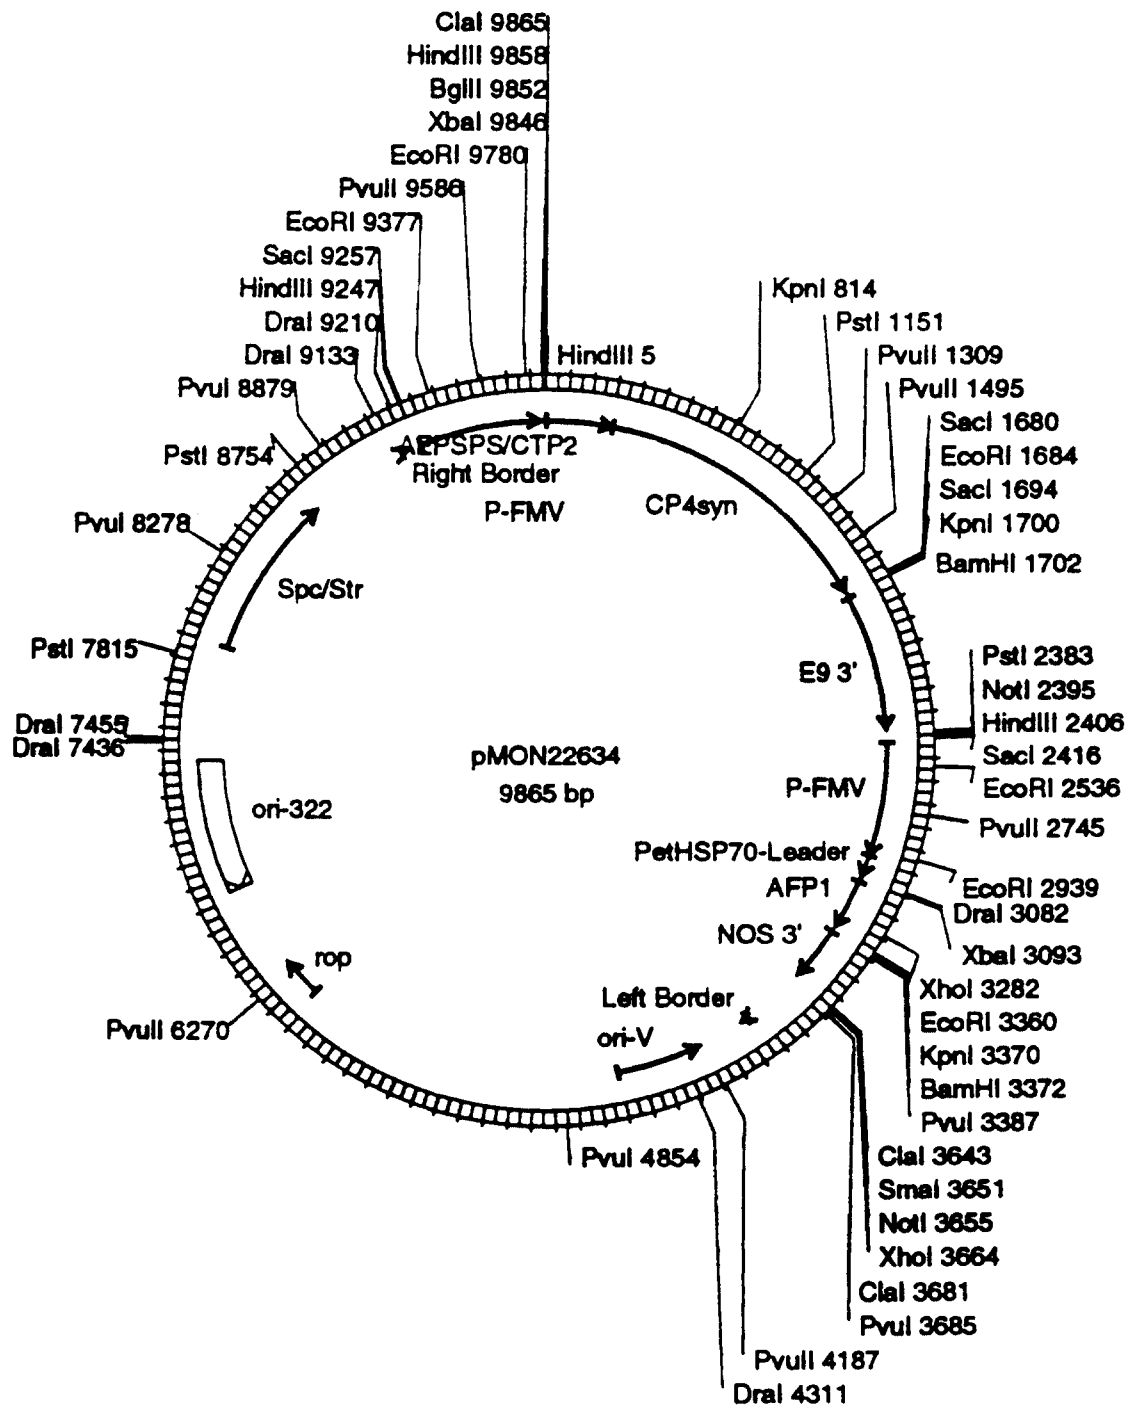 ClaI 9865
HindIII 9858
BglII 9852
XbaI 9846
EcoRI 9780
PvuII 9586
EcoRI 9377
SacI 9257
HindIII 9247
DraI 9210
DraI 9133
PvuI 8879
PstI 8754
PvuI 8278
PstI 7815
DraI 7455
DraI 7436
PvuII 6270
HindIII 5
KpnI 814
PstI 1151
PvuII 1309
PvuII 1495
SacI 1680
EcoRI 1684
SacI 1694
KpnI 1700
BamHI 1702
PstI 2383
NotI 2395
HindIII 2406
SacI 2416
EcoRI 2536
PvuII 2745
EcoRI 2939
DraI 3082
XbaI 3093
XhoI 3282
EcoRI 3360
KpnI 3370
BamHI 3372
PvuI 3387
ClaI 3643
SmaI 3651
NotI 3655
XhoI 3664
ClaI 3681
PvuI 3685
PvuII 4187
DraI 4311
PvuI 4854
AEPSPS/CTP2
Right Border
P-FMV
CP4syn
Spc/Str
E9 3'
pMON22634
9865 bp
P-FMV
ori-322
PetHSP70-Leader
AFP1
NOS 3'
rop
Left Border
ori-V